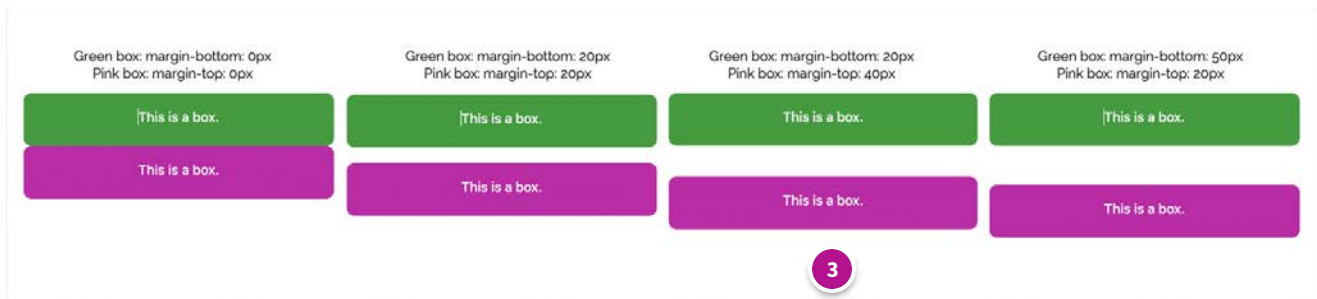 Green box: margin-bottom: 0px
Pink box: margin-top: 0px
This is a box.
This is a box.
Green box: margin-bottom: 20px
Pink box: margin-top: 20px
This is a box.
This is a box.
Green box: margin-bottom: 20px
Pink box: margin-top: 40px
This is a box.
This is a box.
3
Green box: margin-bottom: 50px
Pink box: margin-top: 20px
This is a box.
This is a box.